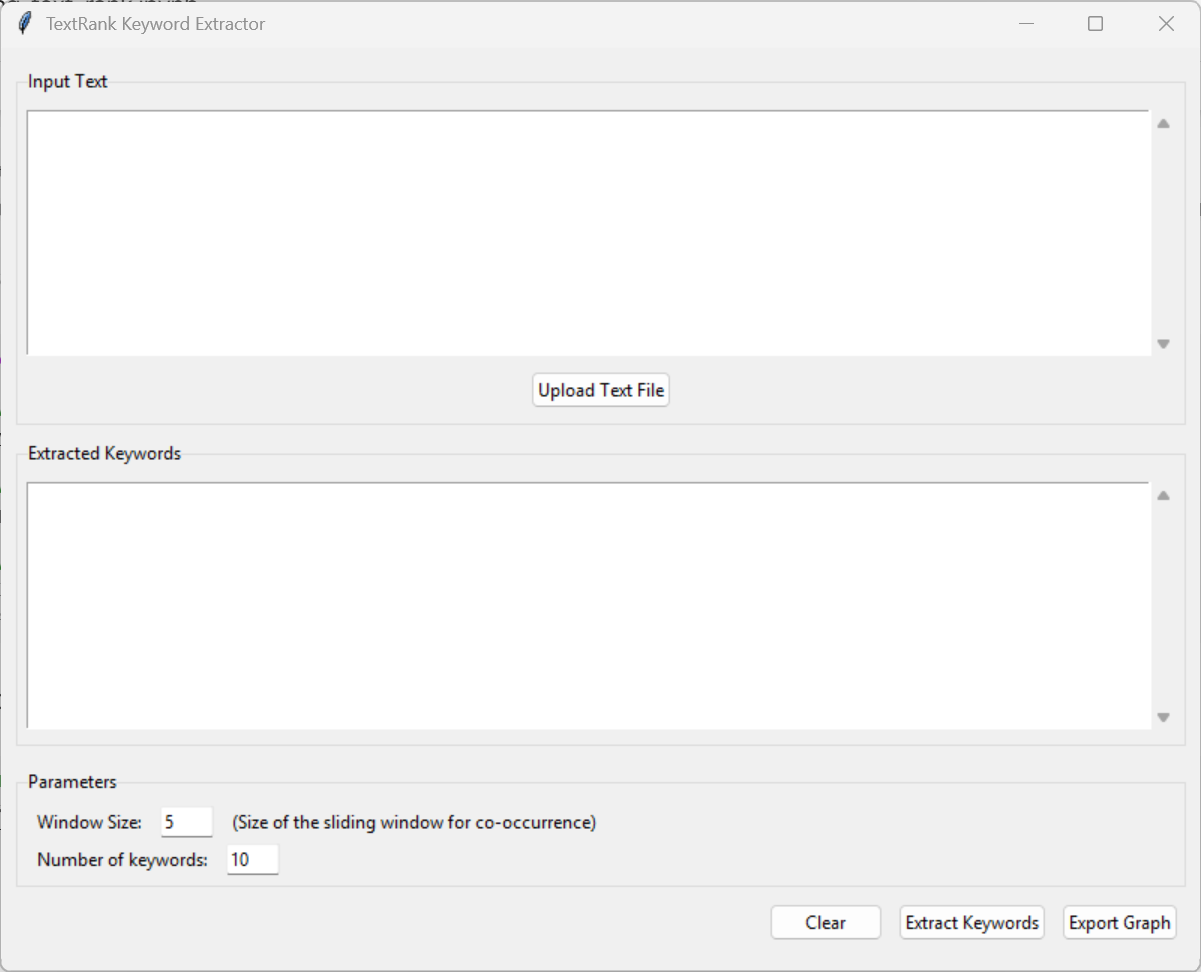 TextRank Keyword Extractor
Input Text
Upload Text File
Extracted Keywords
Parameters
Window Size: 5 (Size of the sliding window for co-occurrence)
Number of keywords: 10
Clear Extract Keywords Export Graph